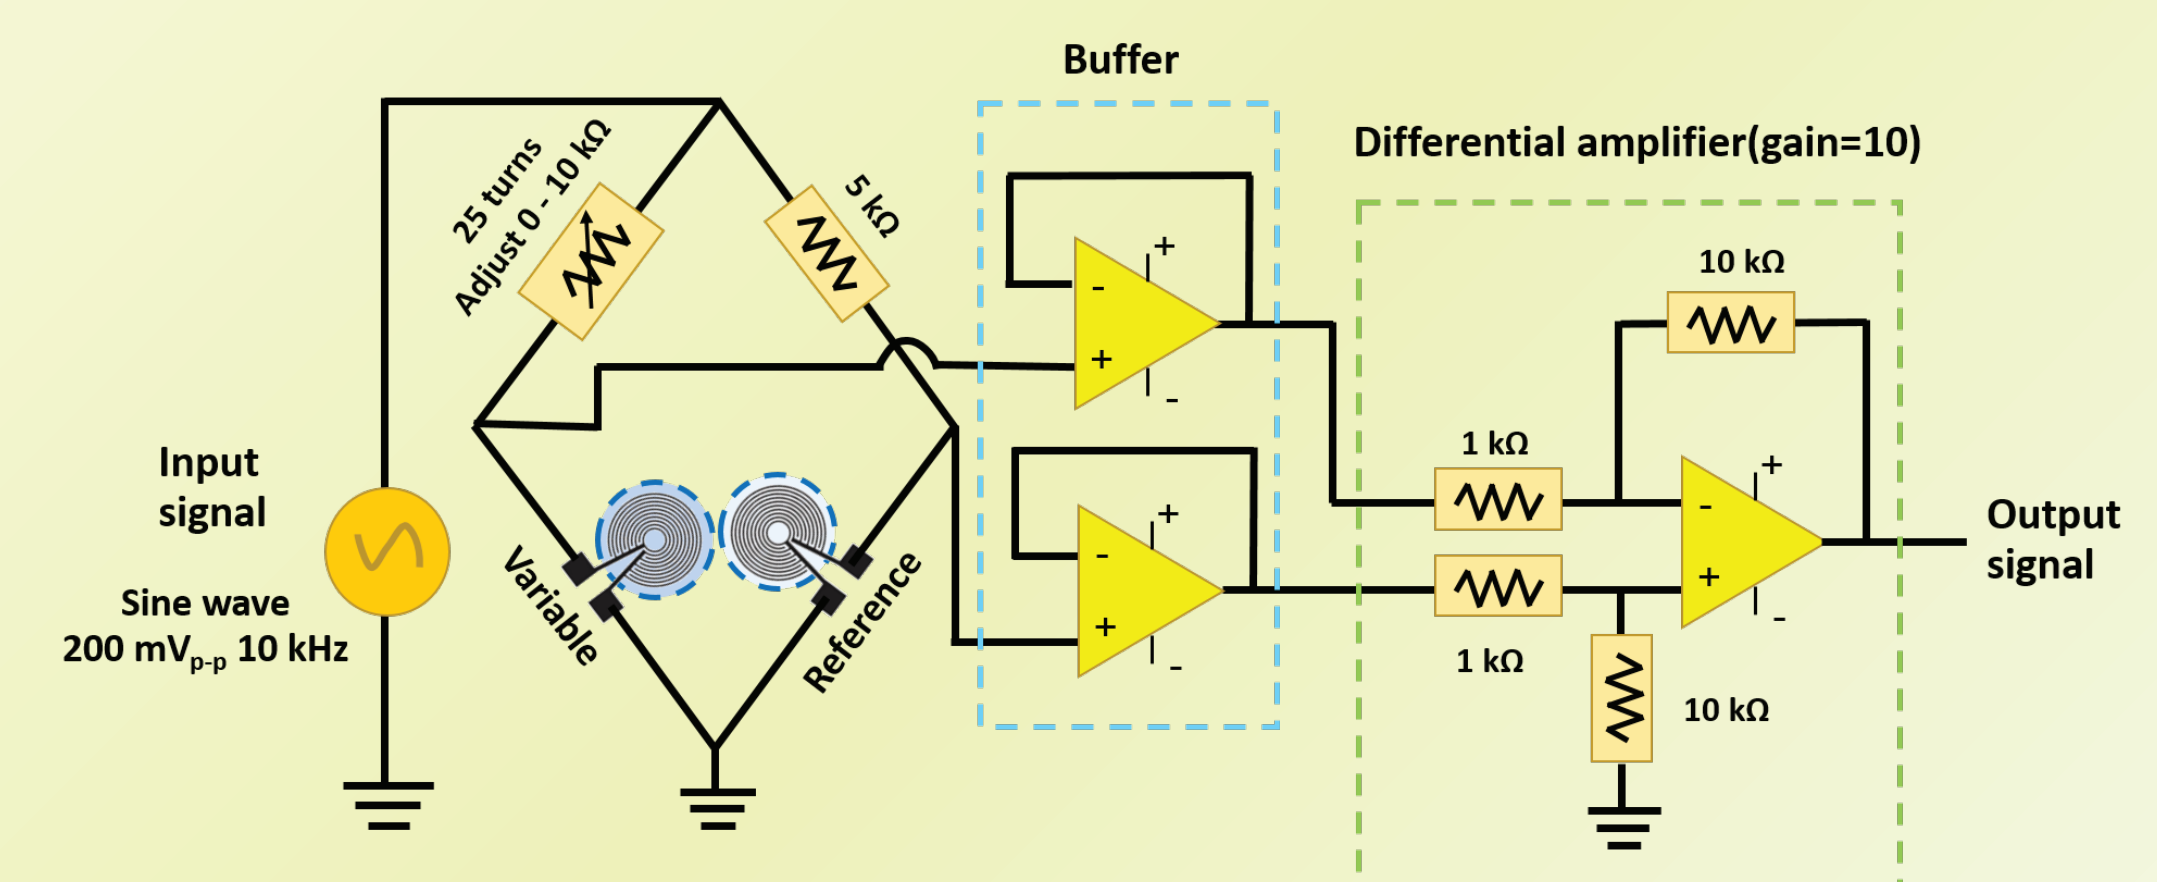 Buffer
Differential amplifier(gain=10)
25 turns
Adjust 0 - 10 kΩ
5 kΩ
+
-
+
-
10 kΩ
Input
signal
Sine wave
200 mVp-p 10 kHz
Variable
Reference
+
-
+
-
1 kΩ
1 kΩ
+
-
+
-
10 kΩ
Output
signal